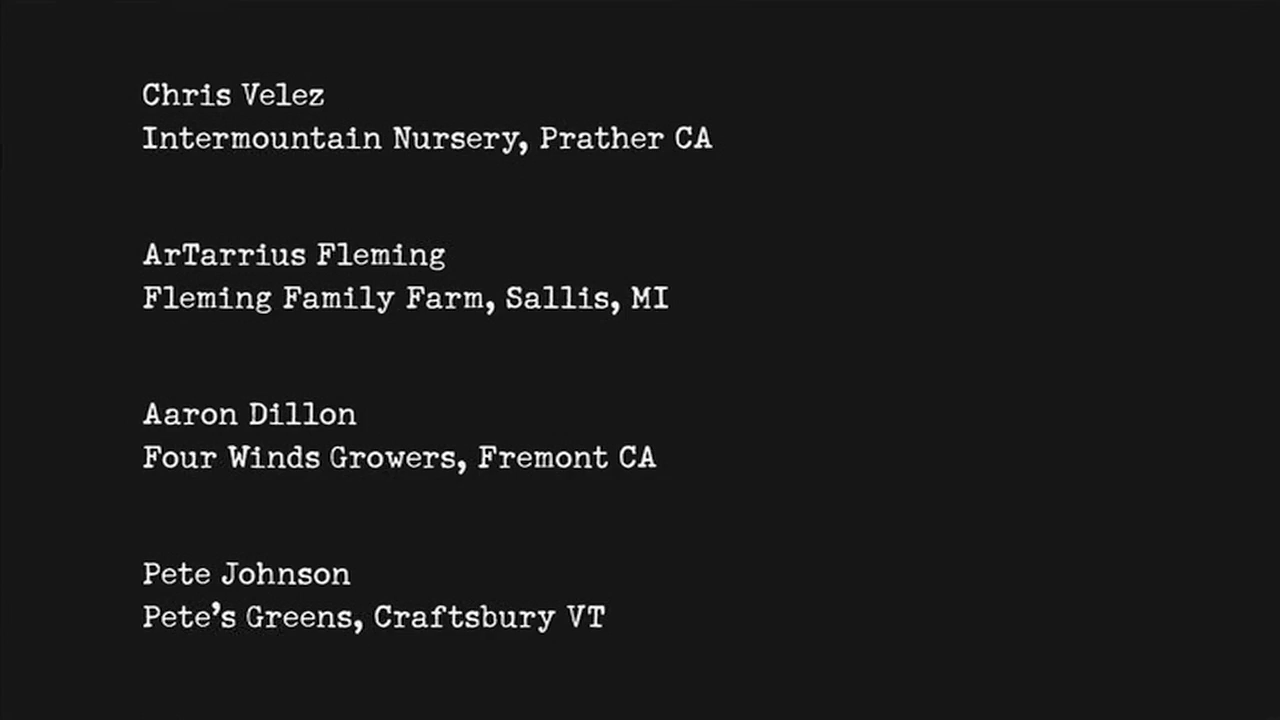 Chris Velez
Intermountain Nursery, Prather CA
ArTarrius Fleming
Fleming Family Farm, Sallis, MI
Aaron Dillon
Four Winds Growers, Fremont CA
Pete Johnson
Pete’s Greens, Craftsbury VT